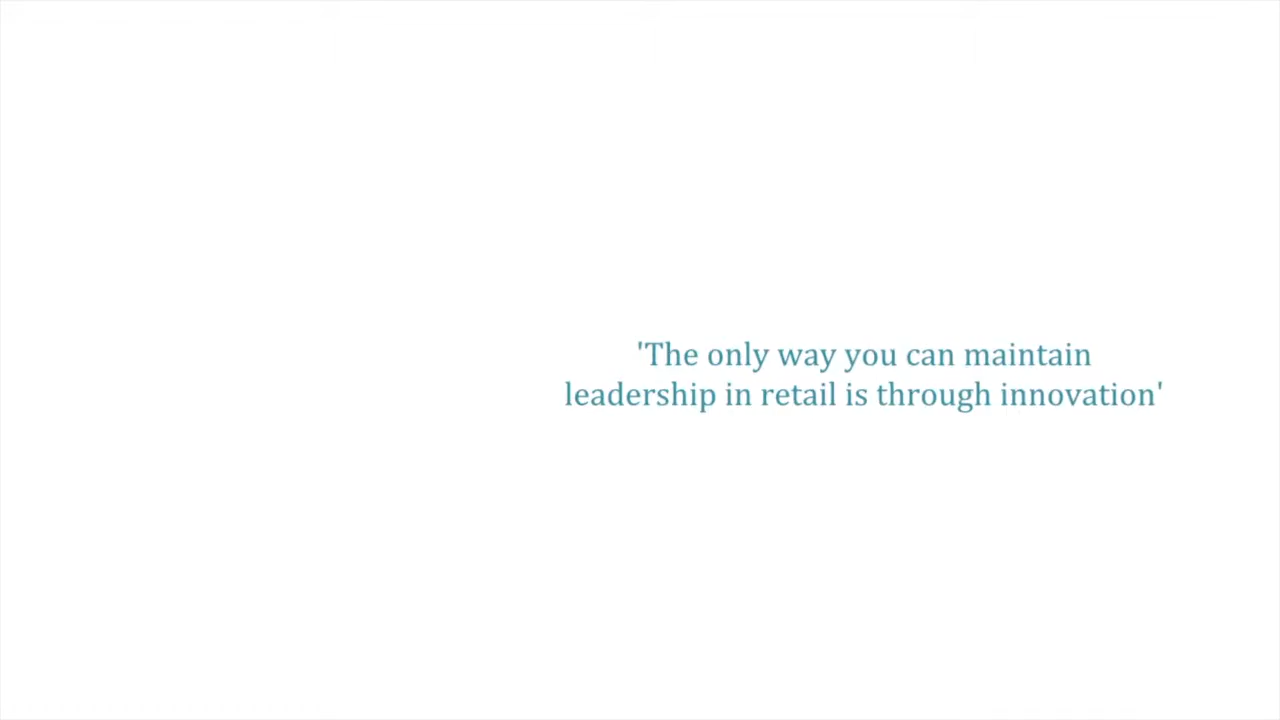 'The only way you can maintain
leadership in retail is through innovation'